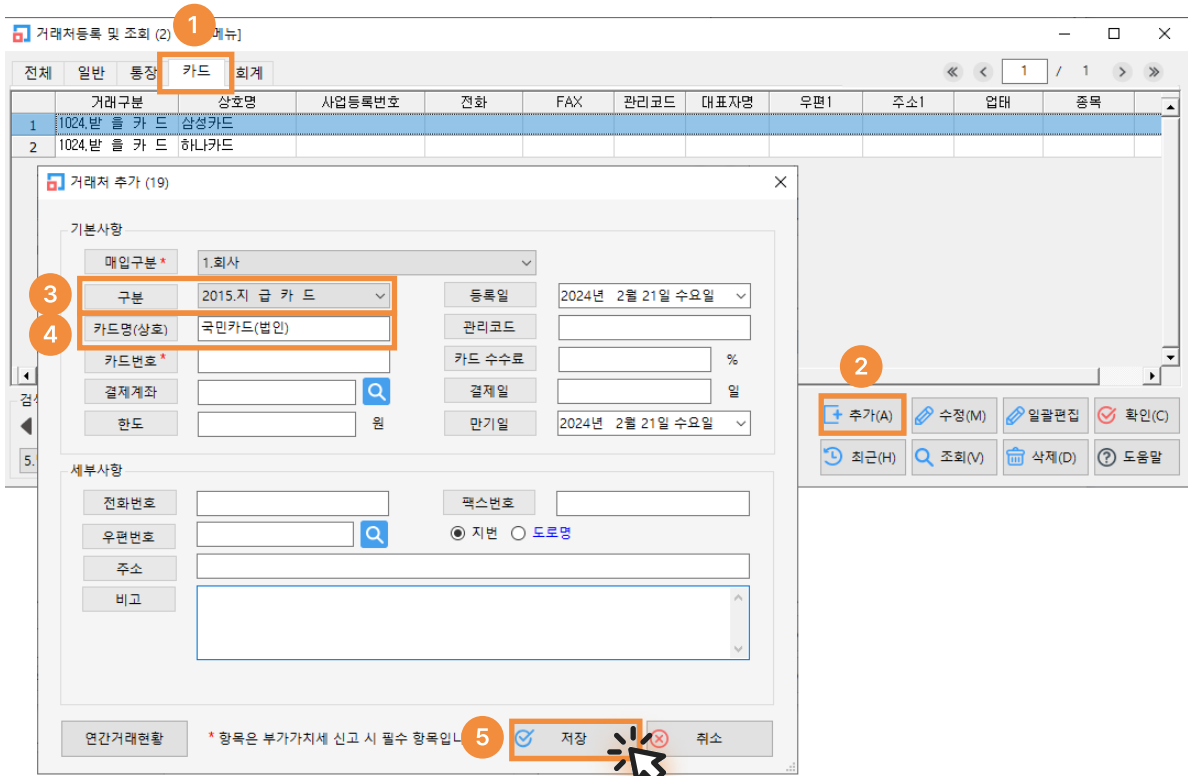 1
거래처등록 및 조회 (2) 메뉴]
전체 일반 통장 카드 회계 1 / 1
거래구분 상호명 사업등록번호 전화 FAX 관리코드 대표자명 우편1 주소1 업태 종목
1 1024.받 을 카 드 삼성카드
2 1024.받 을 카 드 하나카드
거래처 추가 (19)
기본사항
매입구분 * 1.회사
3 구분 2015.지 급 카 드 등록일 2024년 2월 21일 수요일
4 카드명(상호) 국민카드(법인) 관리코드
카드번호 * 카드 수수료 %
결제계좌 결제일 일
한도 원 만기일 2024년 2월 21일 수요일
2
추가(A) 수정(M) 일괄편집 확인(C)
최근(H) 조회(V) 삭제(D) 도움말
5.
세부사항
전화번호 팩스번호
우편번호 지번 도로명
주소
비고
연간거래현황 * 항목은 부가가치세 신고 시 필수 항목입니 5 저장 취소